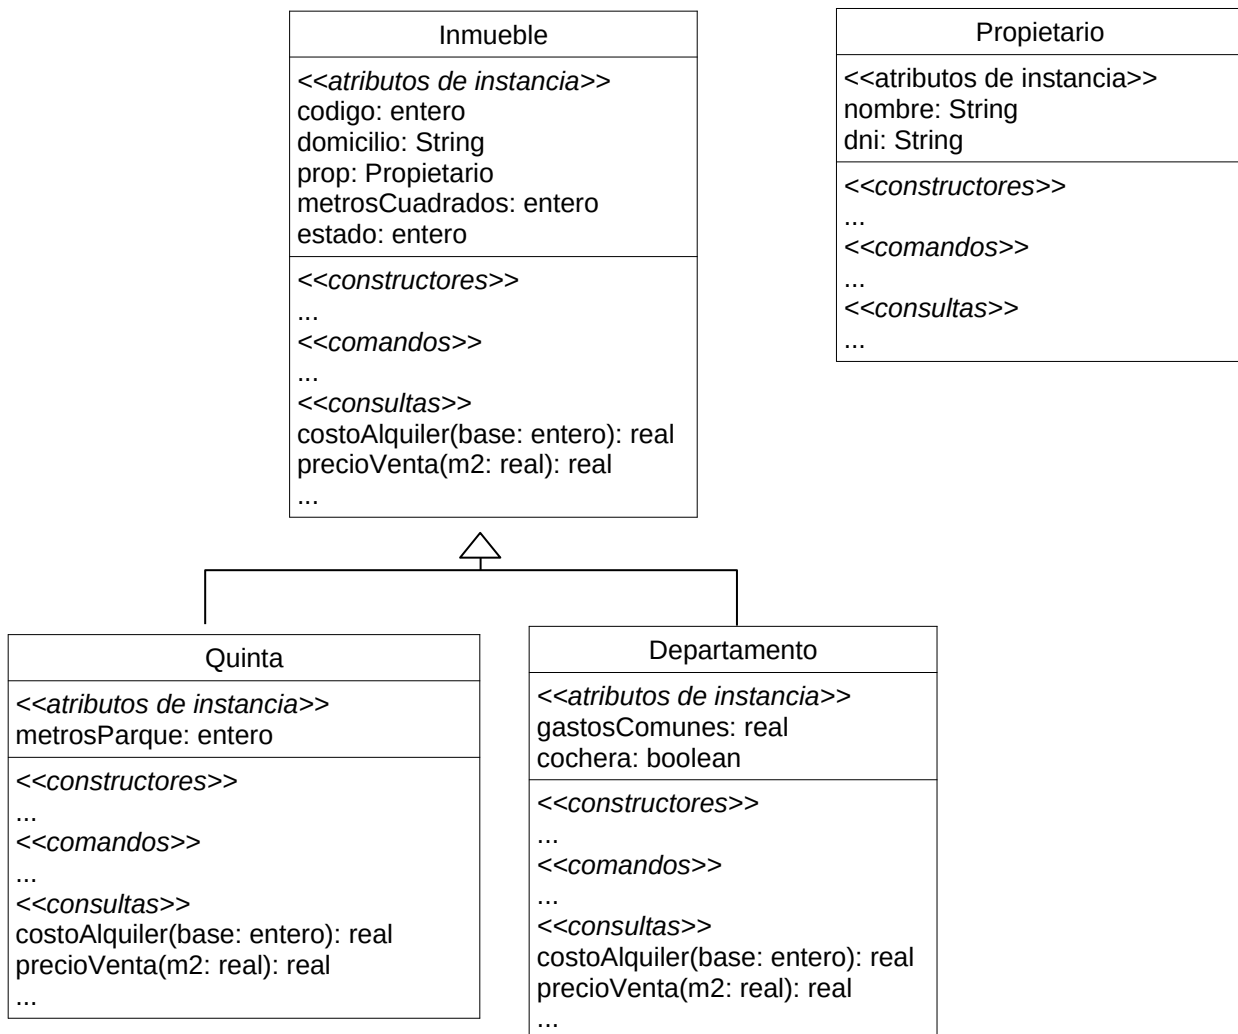 Inmueble
<<atributos de instancia>>
codigo: entero
domicilio: String
prop: Propietario
metrosCuadrados: entero
estado: entero
<<constructores>>
...
<<comandos>>
...
<<consultas>>
costoAlquiler(base: entero): real
precioVenta(m2: real): real
...
Propietario
<<atributos de instancia>>
nombre: String
dni: String
<<constructores>>
...
<<comandos>>
...
<<consultas>>
...
Quinta
<<atributos de instancia>>
metrosParque: entero
<<constructores>>
...
<<comandos>>
...
<<consultas>>
costoAlquiler(base: entero): real
precioVenta(m2: real): real
...
Departamento
<<atributos de instancia>>
gastosComunes: real
cochera: boolean
<<constructores>>
...
<<comandos>>
...
<<consultas>>
costoAlquiler(base: entero): real
precioVenta(m2: real): real
...